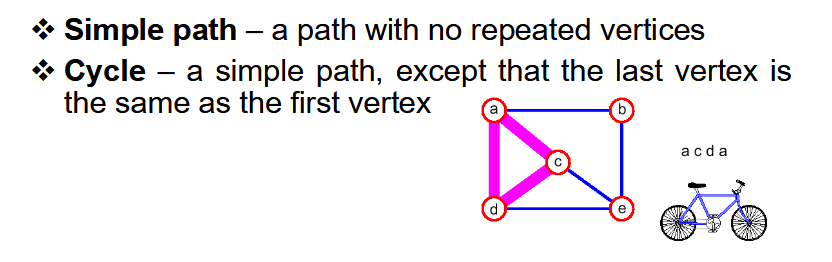 ❖ Simple path – a path with no repeated vertices
❖ Cycle – a simple path, except that the last vertex is
the same as the first vertex
a
b
a c d a
c
d
e